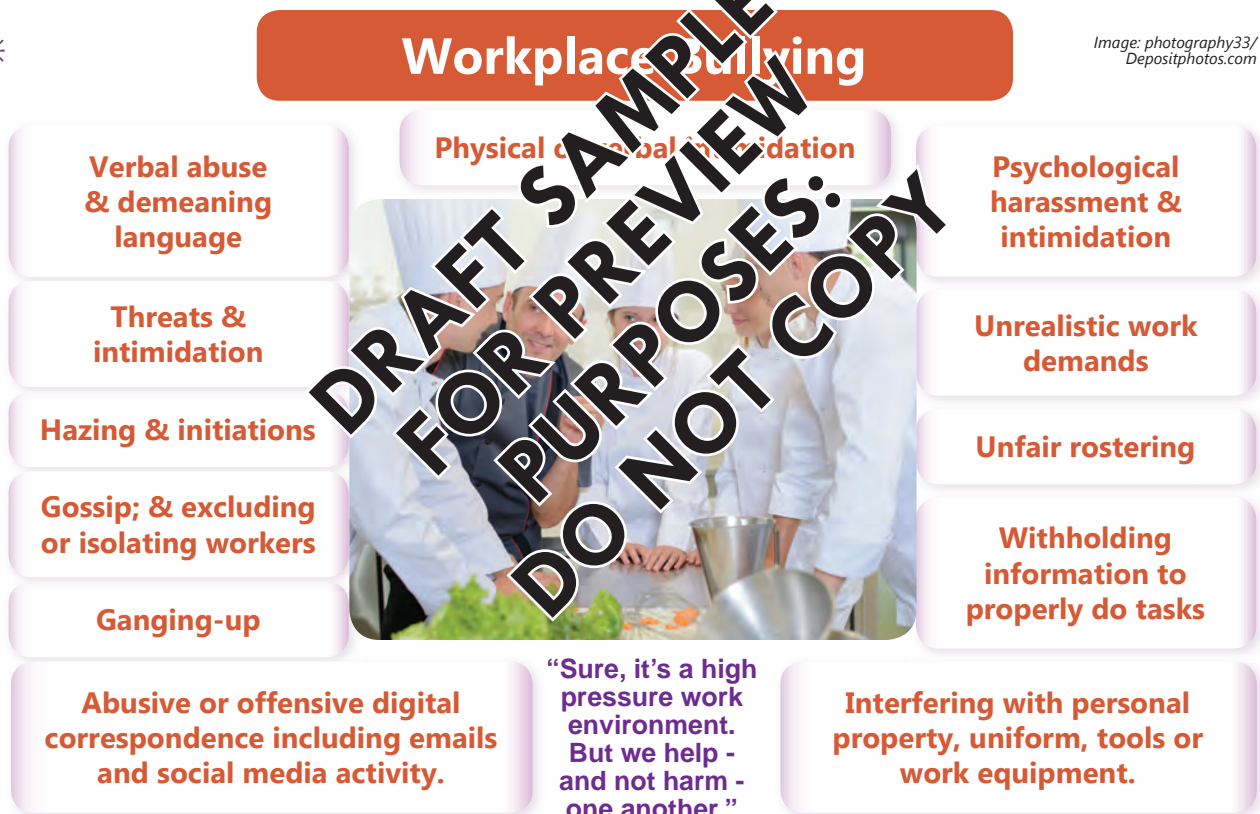 Workplace Bullying
Image: photography33/
Depositphotos.com
Physical or verbal intimidation
Verbal abuse
& demeaning
language
Threats &
intimidation
Hazing & initiations
Gossip; & excluding
or isolating workers
Ganging-up
Psychological
harassment &
intimidation
Unrealistic work
demands
Unfair rostering
Withholding
information to
properly do tasks
DRAFT SAMPLE
FOR PREVIEW
PURPOSES:
DO NOT COPY
Abusive or offensive digital
correspondence including emails
and social media activity.
“Sure, it’s a high
pressure work
environment.
But we help -
and not harm -
one another.”
Interfering with personal
property, uniform, tools or
work equipment.